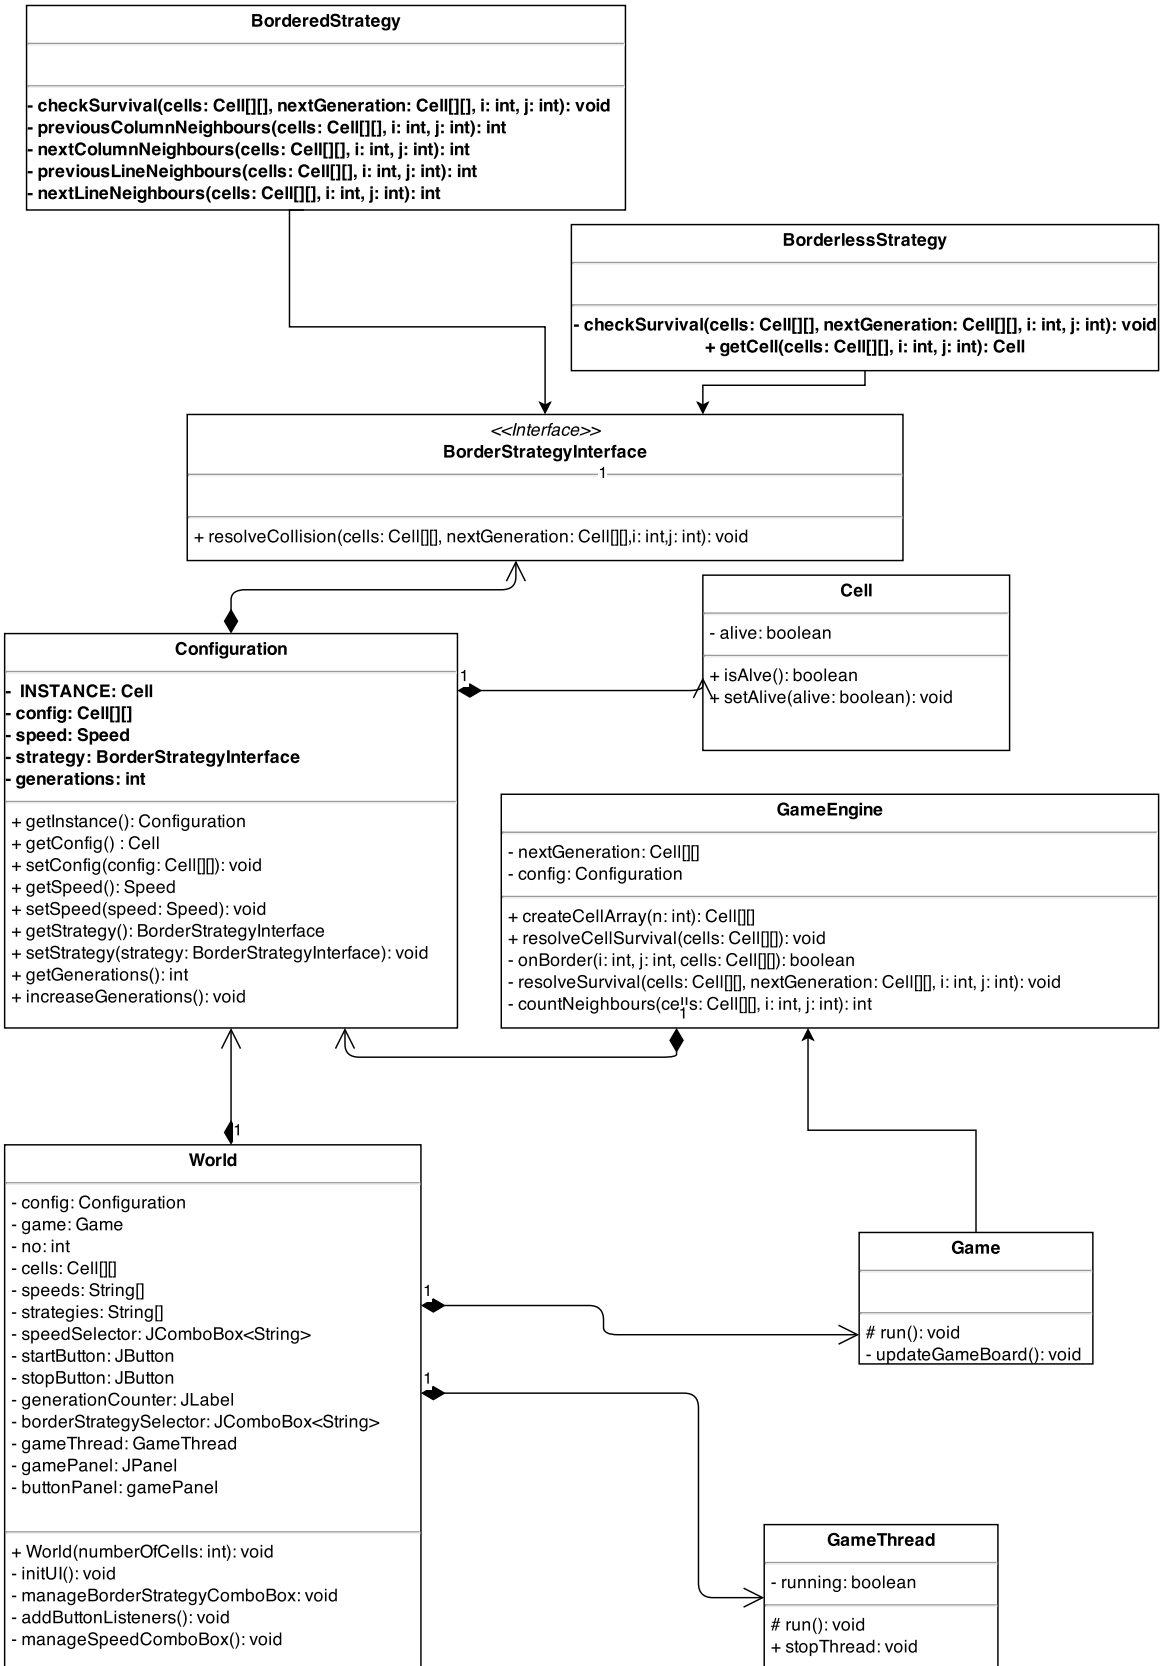 BorderedStrategy
- checkSurvival(cells: Cell[][], nextGeneration: Cell[][], i: int, j: int): void
- previousColumnNeighbours(cells: Cell[][], i: int, j: int): int
- nextColumnNeighbours(cells: Cell[][], i: int, j: int): int
- previousLineNeighbours(cells: Cell[][], i: int, j: int): int
- nextLineNeighbours(cells: Cell[][], i: int, j: int): int
BorderlessStrategy
- checkSurvival(cells: Cell[][], nextGeneration: Cell[][], i: int, j: int): void
+ getCell(cells: Cell[][], i: int, j: int): Cell
<<Interface>>
BorderStrategyInterface
1
+ resolveCollision(cells: Cell[][], nextGeneration: Cell[][],i: int,j: int): void
Cell
- alive: boolean
+ isAlve(): boolean
+ setAlive(alive: boolean): void
Configuration
1
- INSTANCE: Cell
- config: Cell[][]
- speed: Speed
- strategy: BorderStrategyInterface
- generations: int
+ getInstance(): Configuration
+ getConfig() : Cell
+ setConfig(config: Cell[][]): void
+ getSpeed(): Speed
+ setSpeed(speed: Speed): void
+ getStrategy(): BorderStrategyInterface
+ setStrategy(strategy: BorderStrategyInterface): void
+ getGenerations(): int
+ increaseGenerations(): void
GameEngine
- nextGeneration: Cell[][]
- config: Configuration
+ createCellArray(n: int): Cell[][]
+ resolveCellSurvival(cells: Cell[][]): void
- onBorder(i: int, j: int, cells: Cell[][]): boolean
- resolveSurvival(cells: Cell[][], nextGeneration: Cell[][], i: int, j: int): void
- countNeighbours(cells: Cell[][], i: int, j: int): int
1
1
World
- config: Configuration
- game: Game
- no: int
- cells: Cell[][]
- speeds: String[]
- strategies: String[]
- speedSelector: JComboBox<String>
- startButton: JButton
- stopButton: JButton
- generationCounter: JLabel
- borderStrategySelector: JComboBox<String>
- gameThread: GameThread
- gamePanel: JPanel
- buttonPanel: gamePanel
+ World(numberOfCells: int): void
- initUI(): void
- manageBorderStrategyComboBox: void
- addButtonListeners(): void
- manageSpeedComboBox(): void
1
1
Game
# run(): void
- updateGameBoard(): void
GameThread
- running: boolean
# run(): void
+ stopThread: void